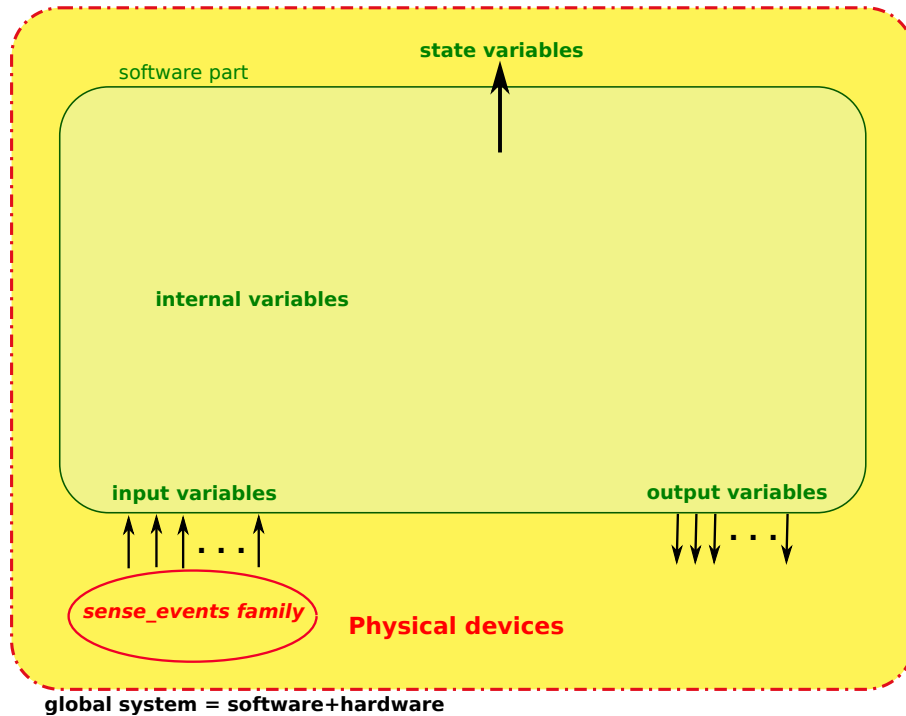 state variables
software part
internal variables
input variables
output variables
. . .
. . .
sense_events family
Physical devices
global system = software+hardware